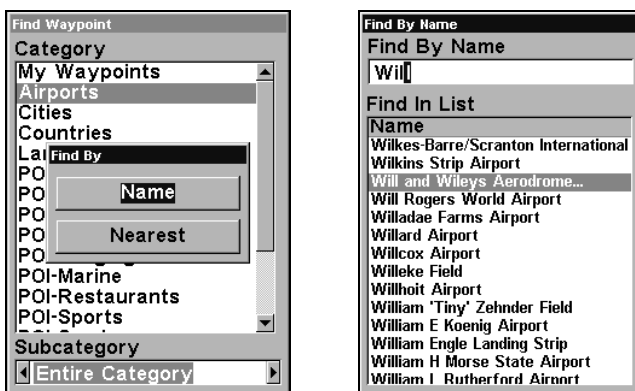 Find Waypoint
Category
My Waypoints
Airports
Cities
Countries
Find By
Name
PO
PO
PO
Nearest
PO
PO
POI-Marine
POI-Restaurants
POI-Sports
Subcategory
Entire Category
Find By Name
Find By Name
Wil
Find In List
Name
Wilkes-Barre/Scranton International
Wilkins Strip Airport
Will and Wileys Aerodrome...
Will Rogers World Airport
Willadae Farms Airport
Willard Airport
Willcox Airport
Willeke Field
Willhoit Airport
William 'Tiny' Zehnder Field
William E Koenig Airport
William Engle Landing Strip
William H Morse State Airport
William L Rutherford Airport